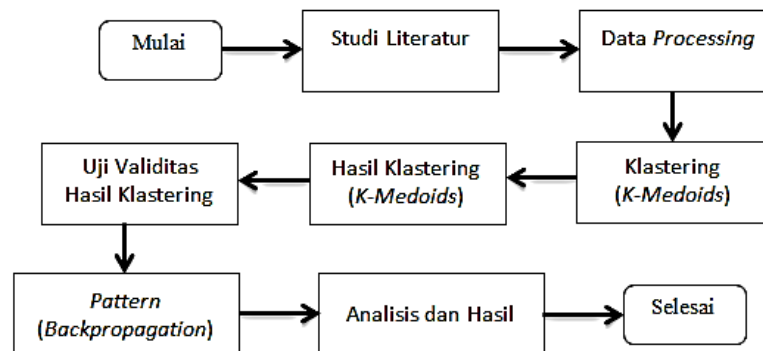 Mulai
Studi Literatur
Data Processing
Klastering
(K-Medoids)
Hasil Klastering
(K-Medoids)
Uji Validitas
Hasil Klastering
Pattern
(Backpropagation)
Analisis dan Hasil
Selesai